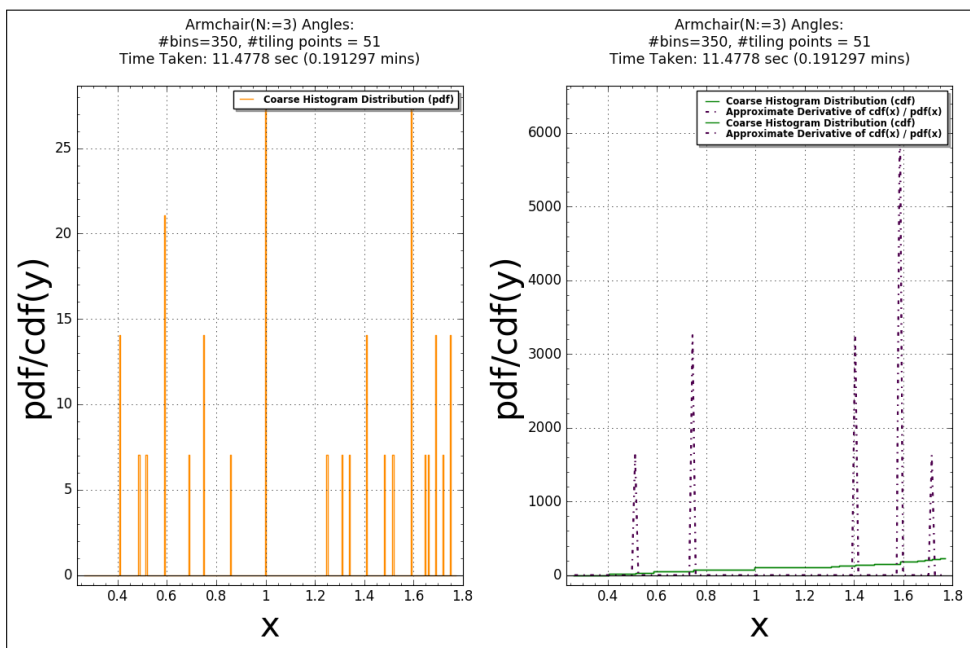 Armchair(N:=3) Angles:
#bins=350, #tiling points = 51
Time Taken: 11.4778 sec (0.191297 mins)
Coarse Histogram Distribution (pdf)
pdf/cdf(y)
25
20
15
10
5
0
0.4 0.6 0.8 1.0 1.2 1.4 1.6 1.8
x
Armchair(N:=3) Angles:
#bins=350, #tiling points = 51
Time Taken: 11.4778 sec (0.191297 mins)
Coarse Histogram Distribution (cdf)
Approximate Derivative of cdf(x) / pdf(x)
Coarse Histogram Distribution (cdf)
Approximate Derivative of cdf(x) / pdf(x)
pdf/cdf(y)
6000
5000
4000
3000
2000
1000
0
0.4 0.6 0.8 1.0 1.2 1.4 1.6 1.8
x